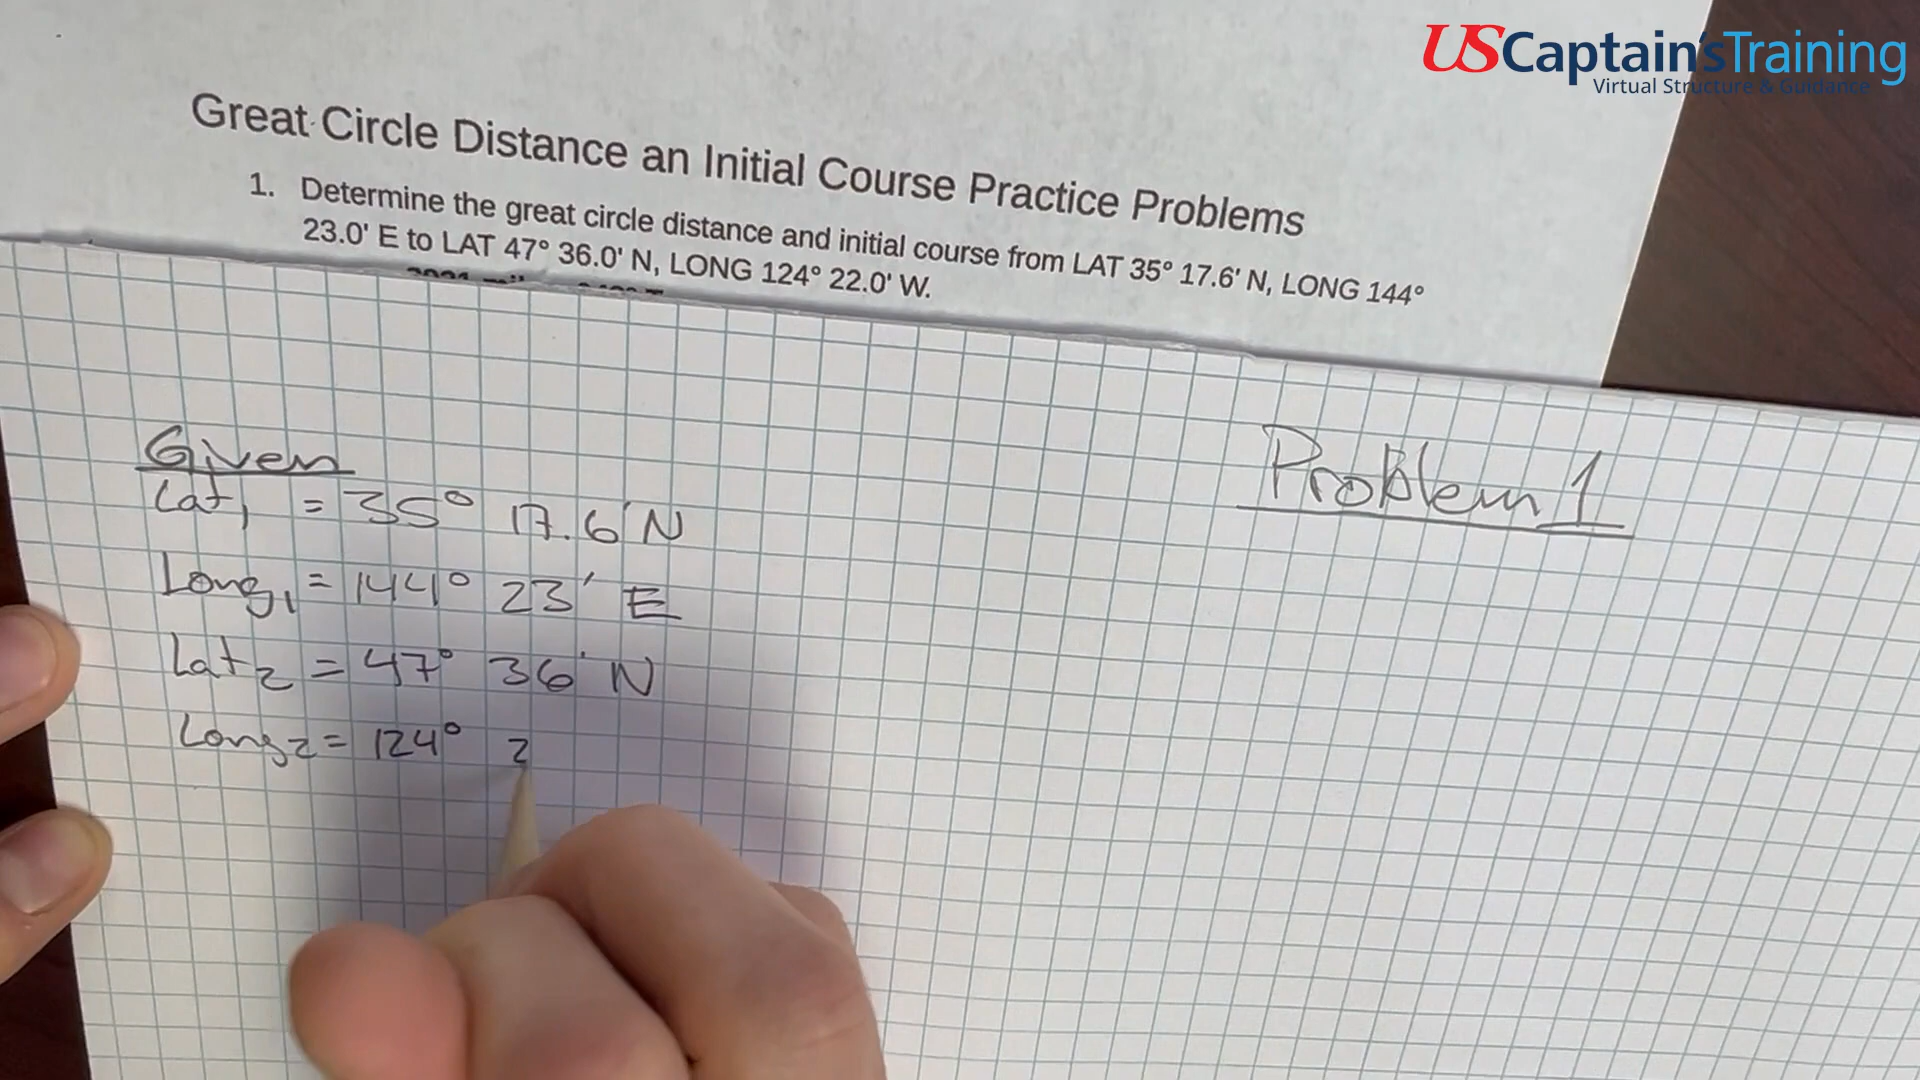 USCaptain'sTraining
Virtual Structure & Guidance
Great Circle Distance an Initial Course Practice Problems
1. Determine the great circle distance and initial course from LAT 35° 17.6' N, LONG 144°
23.0' E to LAT 47° 36.0' N, LONG 124° 22.0' W.
Problem 1
Given
Lat₁ = 35° 17.6' N
Long₁ = 144° 23' E
Lat₂ = 47° 36' N
Long₂ = 124° 2